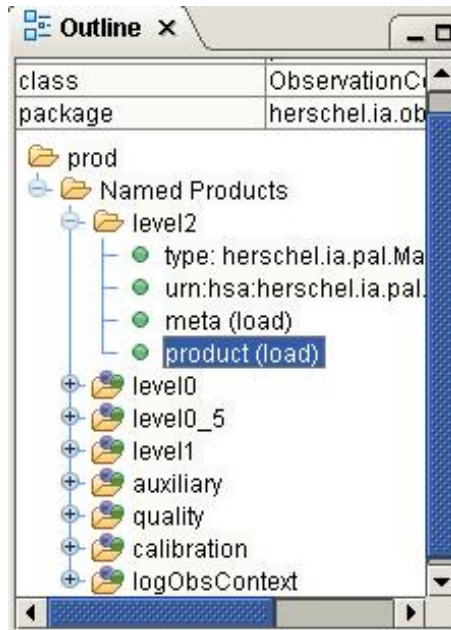 Outline
class ObservationC
package herschel.ia.ob
prod
Named Products
level2
type: herschel.ia.pal.Ma
urn:hsa:herschel.ia.pal.
meta (load)
product (load)
level0
level0_5
level1
auxiliary
quality
calibration
logObsContext